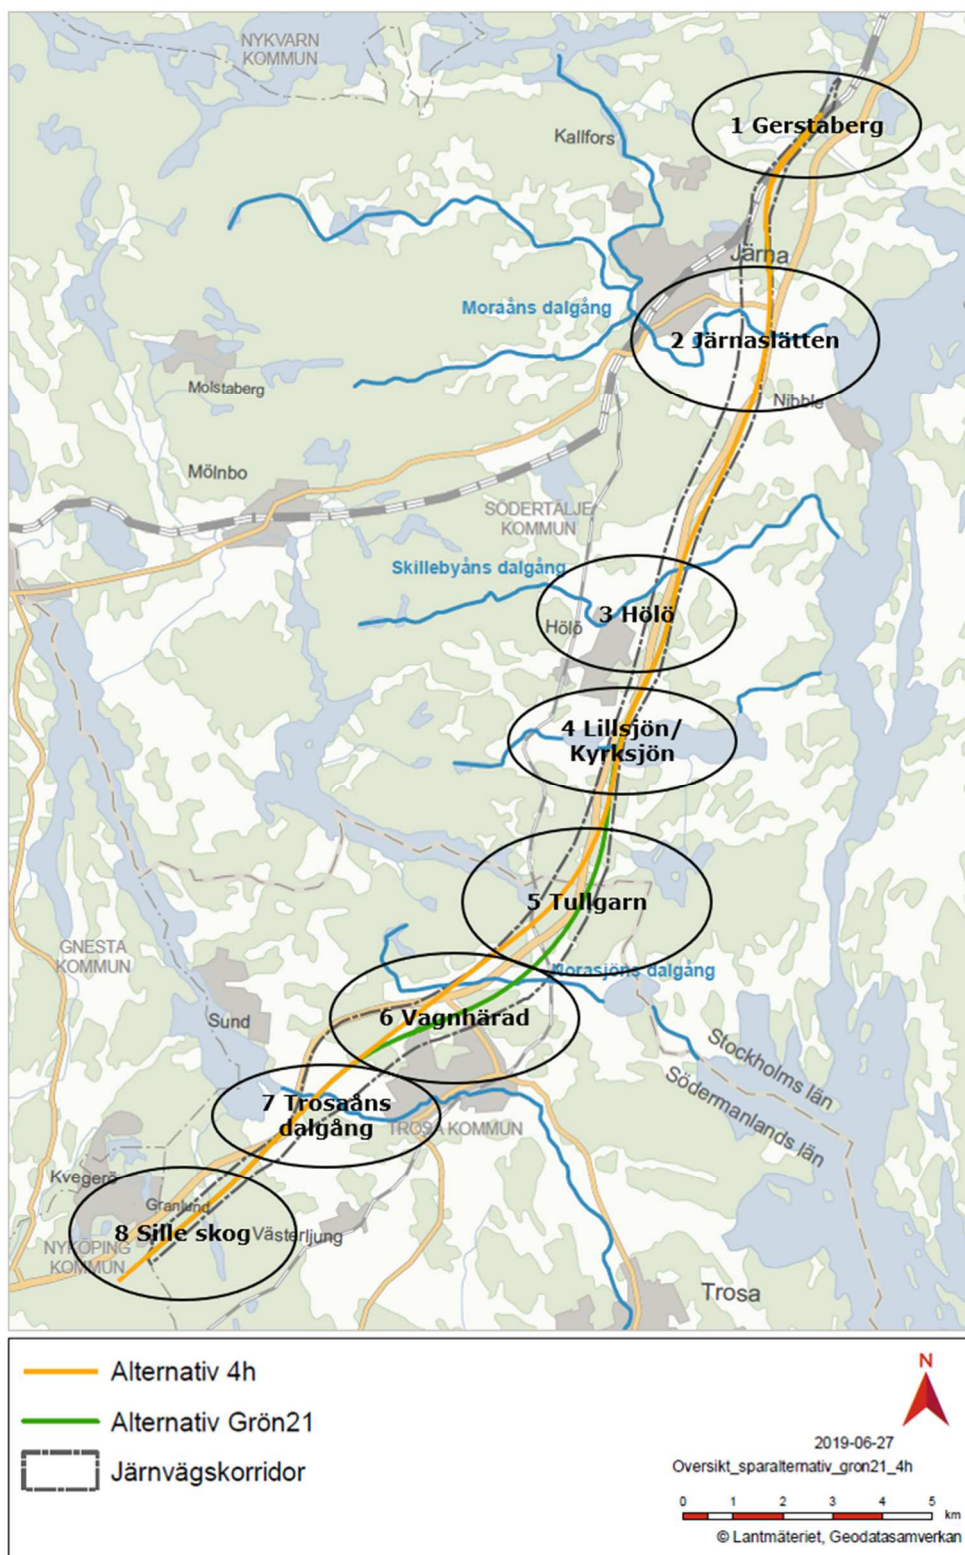 NYKVARN
KOMMUN
1 Gerstaberg
Kallfors
Järna
Moraåns dalgång
2 Järnaslätten
Molstaberg
Nibble
Mölnbo
SÖDERTÄLJE
KOMMUN
Skillebyåns dalgång
3 Hölö
Hölö
4 Lillsjön/
Kyrksjön
5 Tullgarn
GNESTA
KOMMUN
Norasjöns dalgång
6 Vagnhärad
Sund
Stockholms län
Södermanlands län
7 Trosaåns
dalgång
TROSA KOMMUN
Kvegerö
Granlund
8 Sille skog
Västerljung
NYKÖPING
KOMMUN
Trosa
Alternativ 4h
Alternativ Grön21
Järnvägskorridor
N
2019-06-27
Oversikt_sparalternativ_gron21_4h
0 1 2 3 4 5
km
© Lantmäteriet, Geodatasamverkan